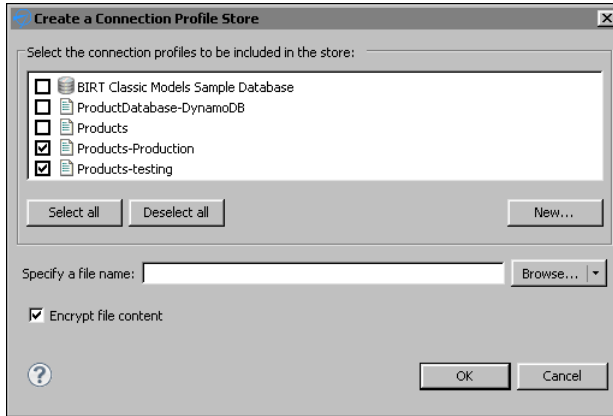 Create a Connection Profile Store
Select the connection profiles to be included in the store:
BIRT Classic Models Sample Database
ProductDatabase-DynamoDB
Products
Products-Production
Products-testing
Select all Deselect all New...
Specify a file name: Browse...
Encrypt file content
? OK Cancel